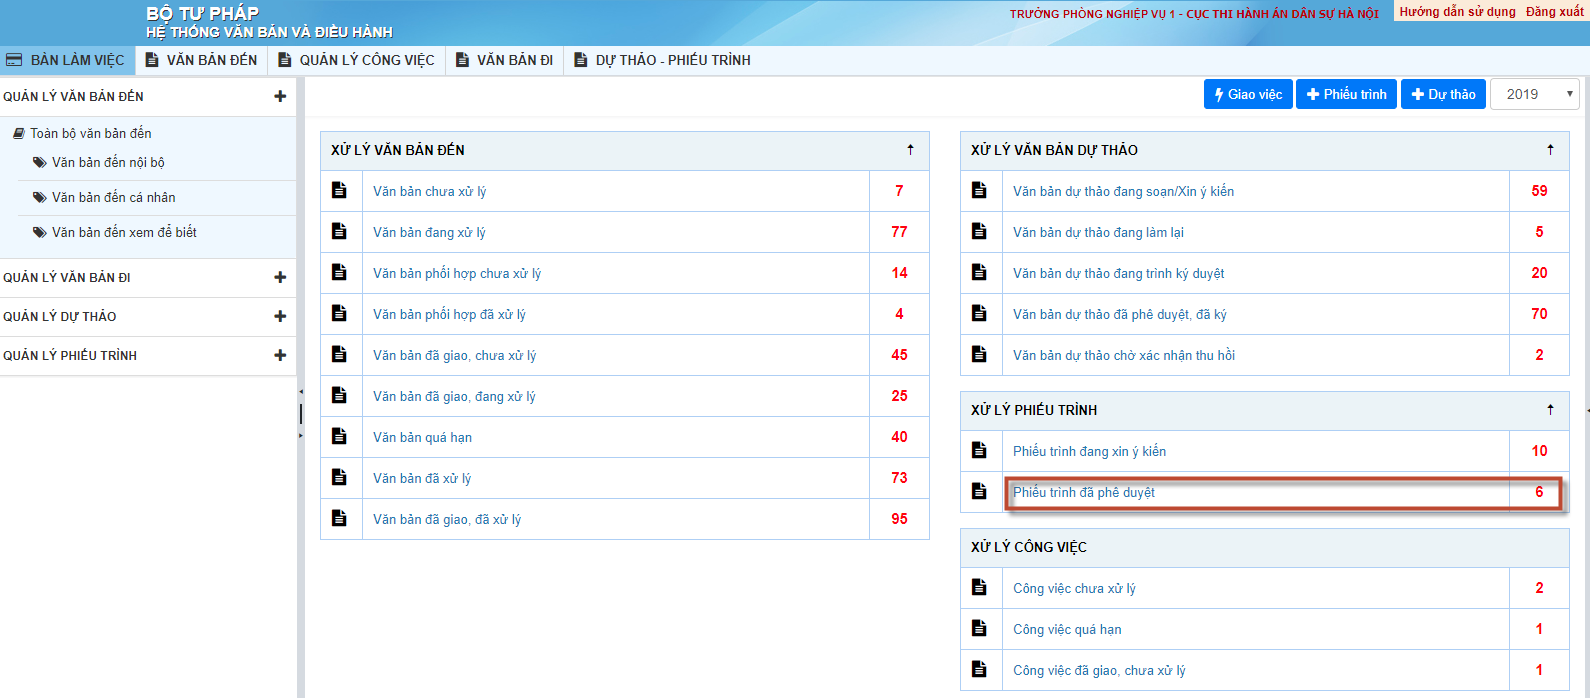 BỘ TƯ PHÁP
HỆ THỐNG VĂN BẢN VÀ ĐIỀU HÀNH
TRƯỞNG PHÒNG NGHIỆP VỤ 1 - CỤC THI HÀNH ÁN DÂN SỰ HÀ NỘI
Hướng dẫn sử dụng Đăng xuất
BÀN LÀM VIỆC VĂN BẢN ĐẾN QUẢN LÝ CÔNG VIỆC VĂN BẢN ĐI DỰ THẢO - PHIẾU TRÌNH
Giao việc Phiếu trình Dự thảo 2019
QUẢN LÝ VĂN BẢN ĐẾN
Toàn bộ văn bản đến
Văn bản đến nội bộ
Văn bản đến cá nhân
Văn bản đến xem để biết
QUẢN LÝ VĂN BẢN ĐI
QUẢN LÝ DỰ THẢO
QUẢN LÝ PHIẾU TRÌNH
XỬ LÝ VĂN BẢN ĐẾN
Văn bản chưa xử lý 7
Văn bản đang xử lý 77
Văn bản phối hợp chưa xử lý 14
Văn bản phối hợp đã xử lý 4
Văn bản đã giao, chưa xử lý 45
Văn bản đã giao, đang xử lý 25
Văn bản quá hạn 40
Văn bản đã xử lý 73
Văn bản đã giao, đã xử lý 95
XỬ LÝ VĂN BẢN DỰ THẢO
Văn bản dự thảo đang soạn/Xin ý kiến 59
Văn bản dự thảo đang làm lại 5
Văn bản dự thảo đang trình ký duyệt 20
Văn bản dự thảo đã phê duyệt, đã ký 70
Văn bản dự thảo chờ xác nhận thu hồi 2
XỬ LÝ PHIẾU TRÌNH
Phiếu trình đang xin ý kiến 10
Phiếu trình đã phê duyệt 6
XỬ LÝ CÔNG VIỆC
Công việc chưa xử lý 2
Công việc quá hạn 1
Công việc đã giao, chưa xử lý 1